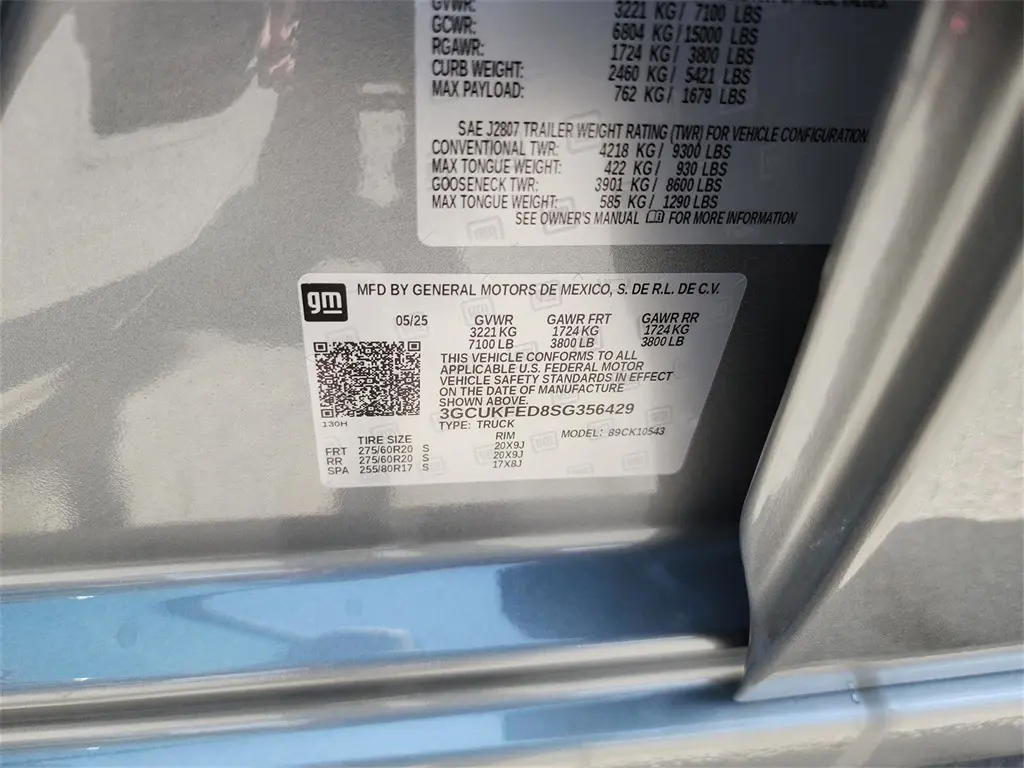 GVWR: 3221 KG/ 7100 LBS
GCWR: 6804 KG/15000 LBS
RGAWR: 1724 KG/ 3800 LBS
CURB WEIGHT: 2460 KG/ 5421 LBS
MAX PAYLOAD: 762 KG/ 1679 LBS
SAE J2807 TRAILER WEIGHT RATING (TWR) FOR VEHICLE CONFIGURATION
CONVENTIONAL TWR: 4218 KG/ 9300 LBS
MAX TONGUE WEIGHT: 422 KG/ 930 LBS
GOOSENECK TWR: 3901 KG/ 8600 LBS
MAX TONGUE WEIGHT: 585 KG/ 1290 LBS
SEE OWNER'S MANUAL FOR MORE INFORMATION
gm MFD BY GENERAL MOTORS DE MEXICO, S. DE R.L. DE C.V.
05/25 GVWR GAWR FRT GAWR RR
3221 KG 1724 KG 1724 KG
7100 LB 3800 LB 3800 LB
THIS VEHICLE CONFORMS TO ALL
APPLICABLE U.S. FEDERAL MOTOR
VEHICLE SAFETY STANDARDS IN EFFECT
ON THE DATE OF MANUFACTURE
SHOWN ABOVE.
3GCUKFED8SG356429
130H TYPE: TRUCK
TIRE SIZE RIM MODEL: 89CK10543
FRT 275/60R20 S 20X9J
RR 275/60R20 S 20X9J
SPA 255/80R17 S 17X8J